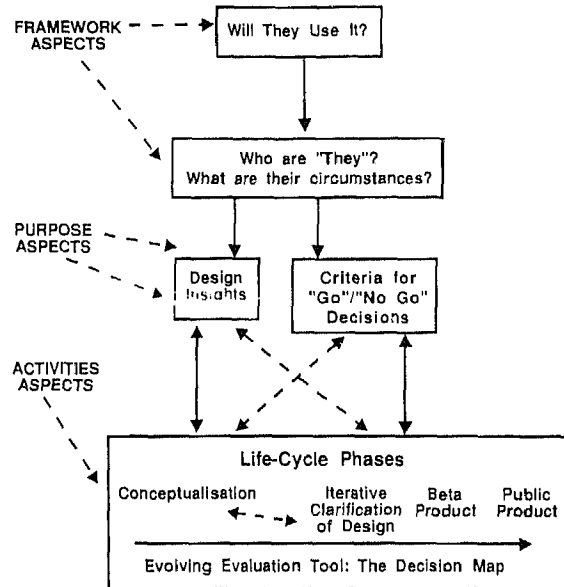 FRAMEWORK
ASPECTS
Will They Use It?
Who are "They"?
What are their circumstances?
PURPOSE
ASPECTS
Design
Insights
Criteria for
"Go"/"No Go"
Decisions
ACTIVITIES
ASPECTS
Life-Cycle Phases
Conceptualisation
Iterative
Clarification
of Design
Beta
Product
Public
Product
Evolving Evaluation Tool: The Decision Map